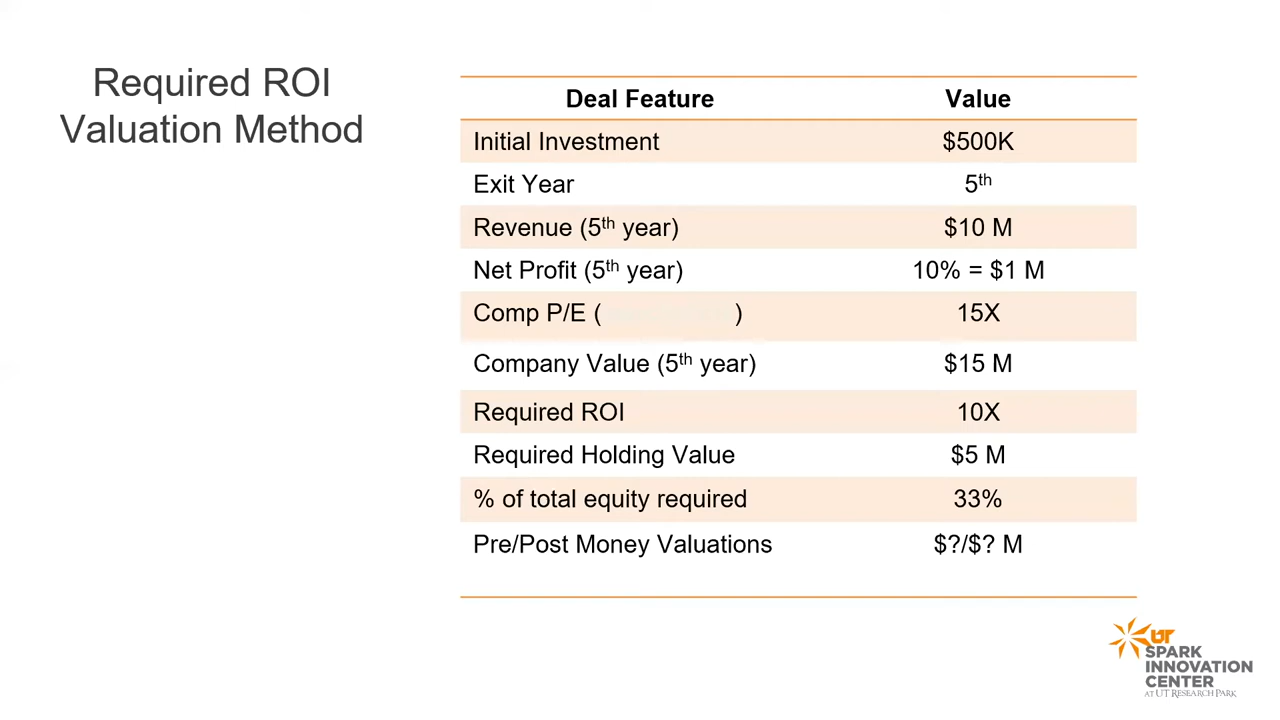 Required ROI
Valuation Method
Deal Feature Value
Initial Investment $500K
Exit Year 5th
Revenue (5th year) $10 M
Net Profit (5th year) 10% = $1 M
Comp P/E ( ) 15X
Company Value (5th year) $15 M
Required ROI 10X
Required Holding Value $5 M
% of total equity required 33%
Pre/Post Money Valuations $?/$? M
UT
SPARK
INNOVATION
CENTER
AT UT RESEARCH PARK